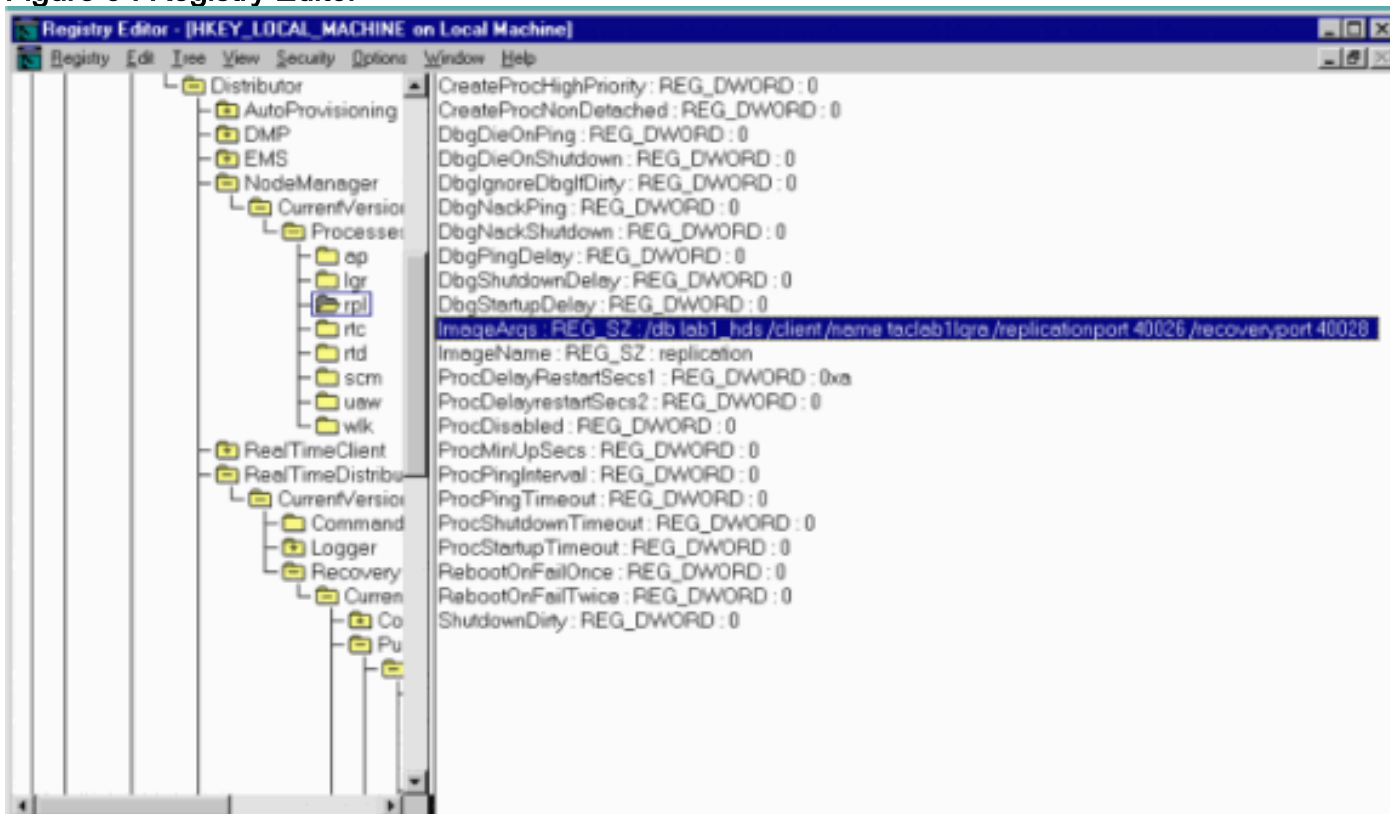 Registry Editor - [HKEY_LOCAL_MACHINE on Local Machine]
Registry Edit Tree View Security Options Window Help
Distributor
AutoProvisioning
DMP
EMS
NodeManager
CurrentVersion
Processes
ap
lgr
rpl
rtc
rtd
scm
uaw
wlk
RealTimeClient
RealTimeDistribu
CurrentVersion
Command
Logger
Recovery
Curren
Co
Pu
CreateProcHighPriority : REG_DWORD : 0
CreateProcNonDetached : REG_DWORD : 0
DbgDieOnPing : REG_DWORD : 0
DbgDieOnShutdown : REG_DWORD : 0
DbgIgnoreDbgIfDirty : REG_DWORD : 0
DbgNackPing : REG_DWORD : 0
DbgNackShutdown : REG_DWORD : 0
DbgPingDelay : REG_DWORD : 0
DbgShutdownDelay : REG_DWORD : 0
DbgStartupDelay : REG_DWORD : 0
ImageArgs : REG_SZ : /db lab1_hds /client /name taclab1lgra /replicationport 40026 /recoveryport 40028
ImageName : REG_SZ : replication
ProcDelayRestartSecs1 : REG_DWORD : 0xa
ProcDelayrestartSecs2 : REG_DWORD : 0
ProcDisabled : REG_DWORD : 0
ProcMinUpSecs : REG_DWORD : 0
ProcPingInterval : REG_DWORD : 0
ProcPingTimeout : REG_DWORD : 0
ProcShutdownTimeout : REG_DWORD : 0
ProcStartupTimeout : REG_DWORD : 0
RebootOnFailOnce : REG_DWORD : 0
RebootOnFailTwice : REG_DWORD : 0
ShutdownDirty : REG_DWORD : 0